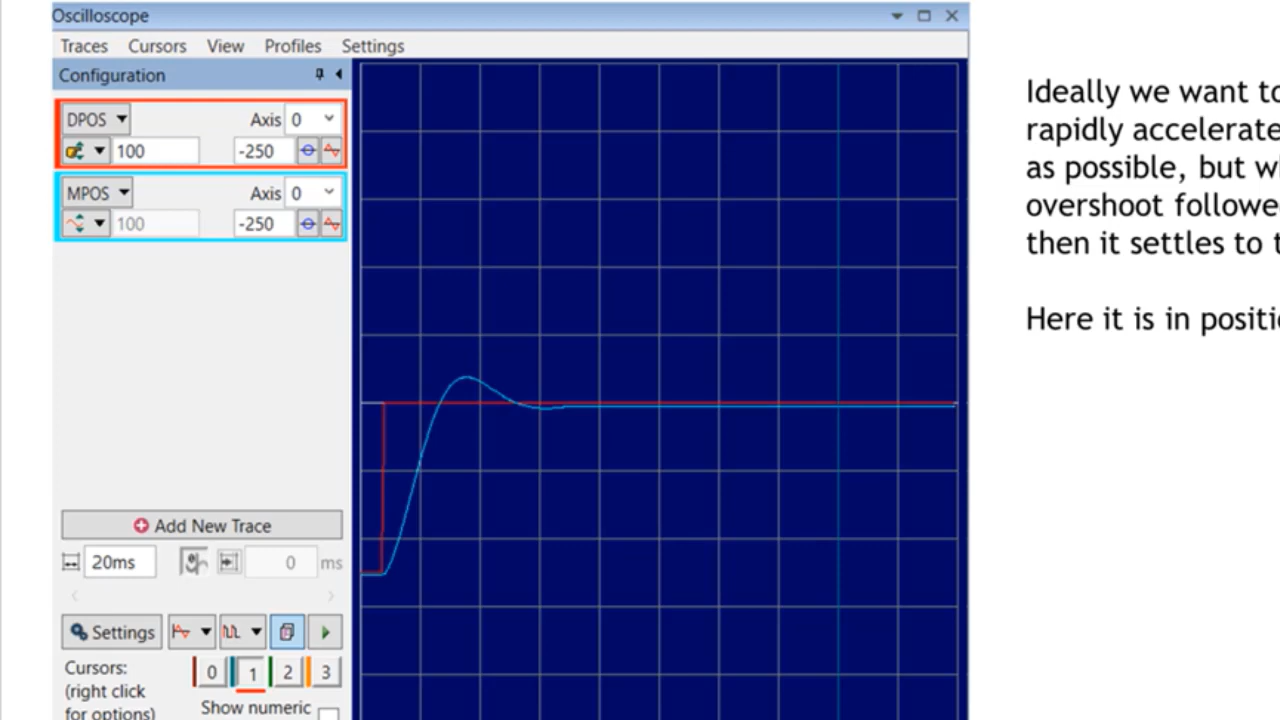 Oscilloscope
Traces Cursors View Profiles Settings
Configuration
DPOS Axis 0
100 -250
MPOS Axis 0
100 -250
Add New Trace
20ms 0 ms
Settings
Cursors: 0 1 2 3
(right click
for options)
Show numeric
Ideally we want to
rapidly accelerate
as possible, but
overshoot
then it settles to
Here it is in